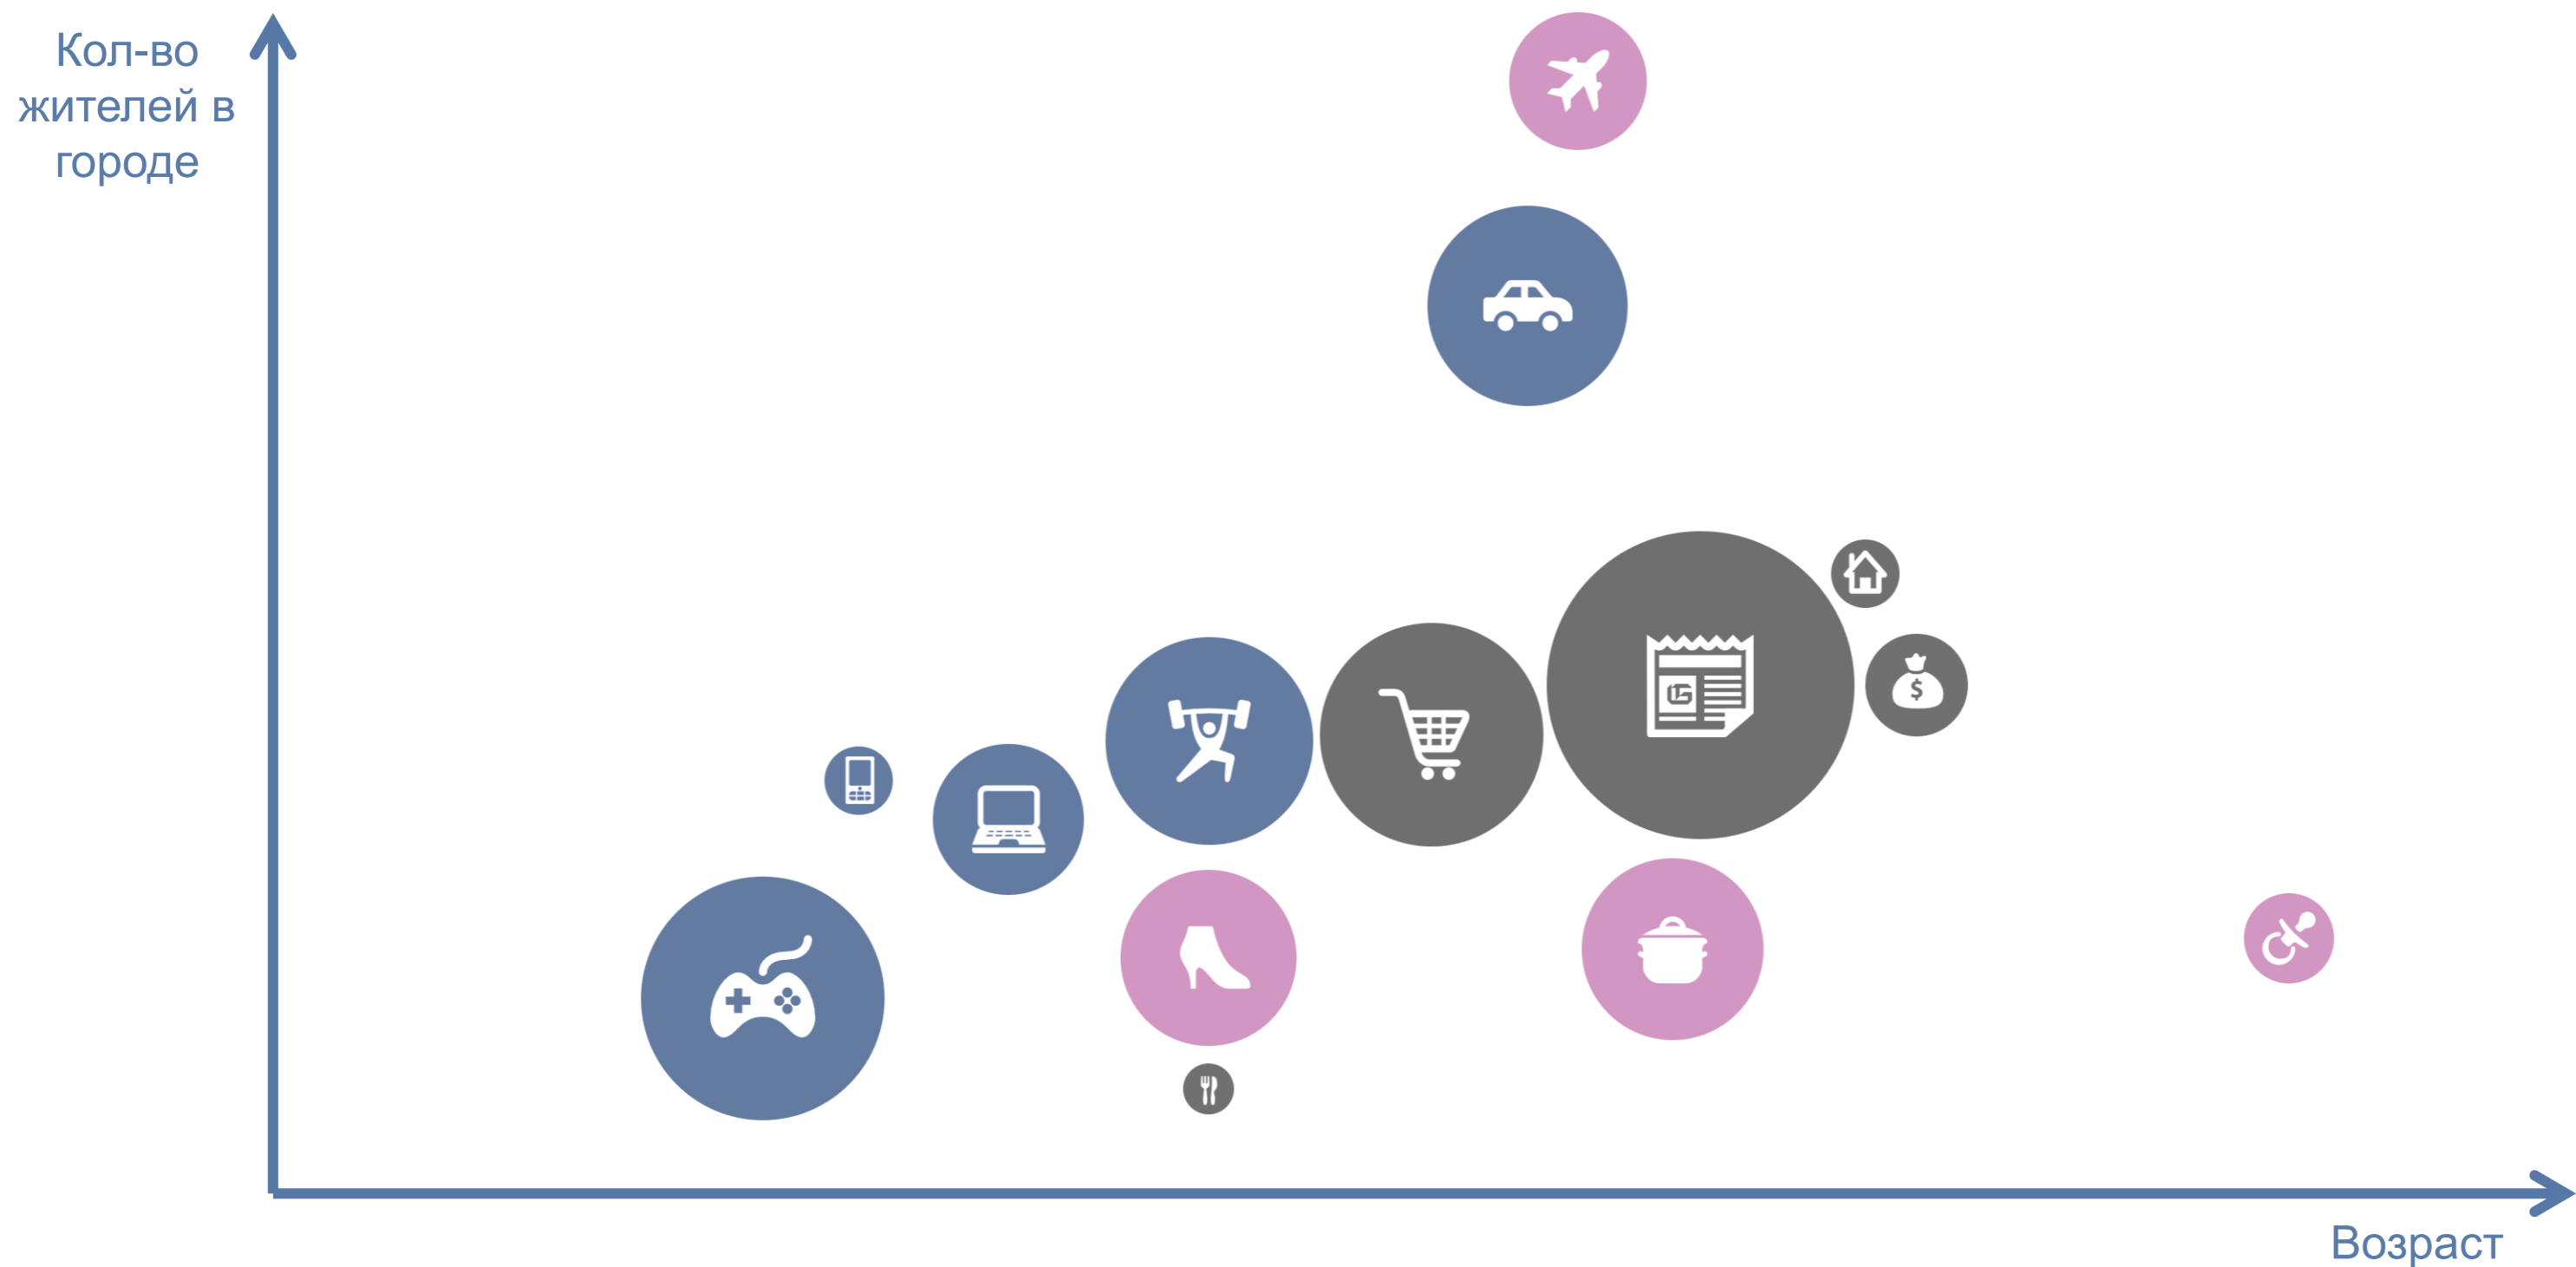 Кол-во
жителей в
городе
$
Возраст